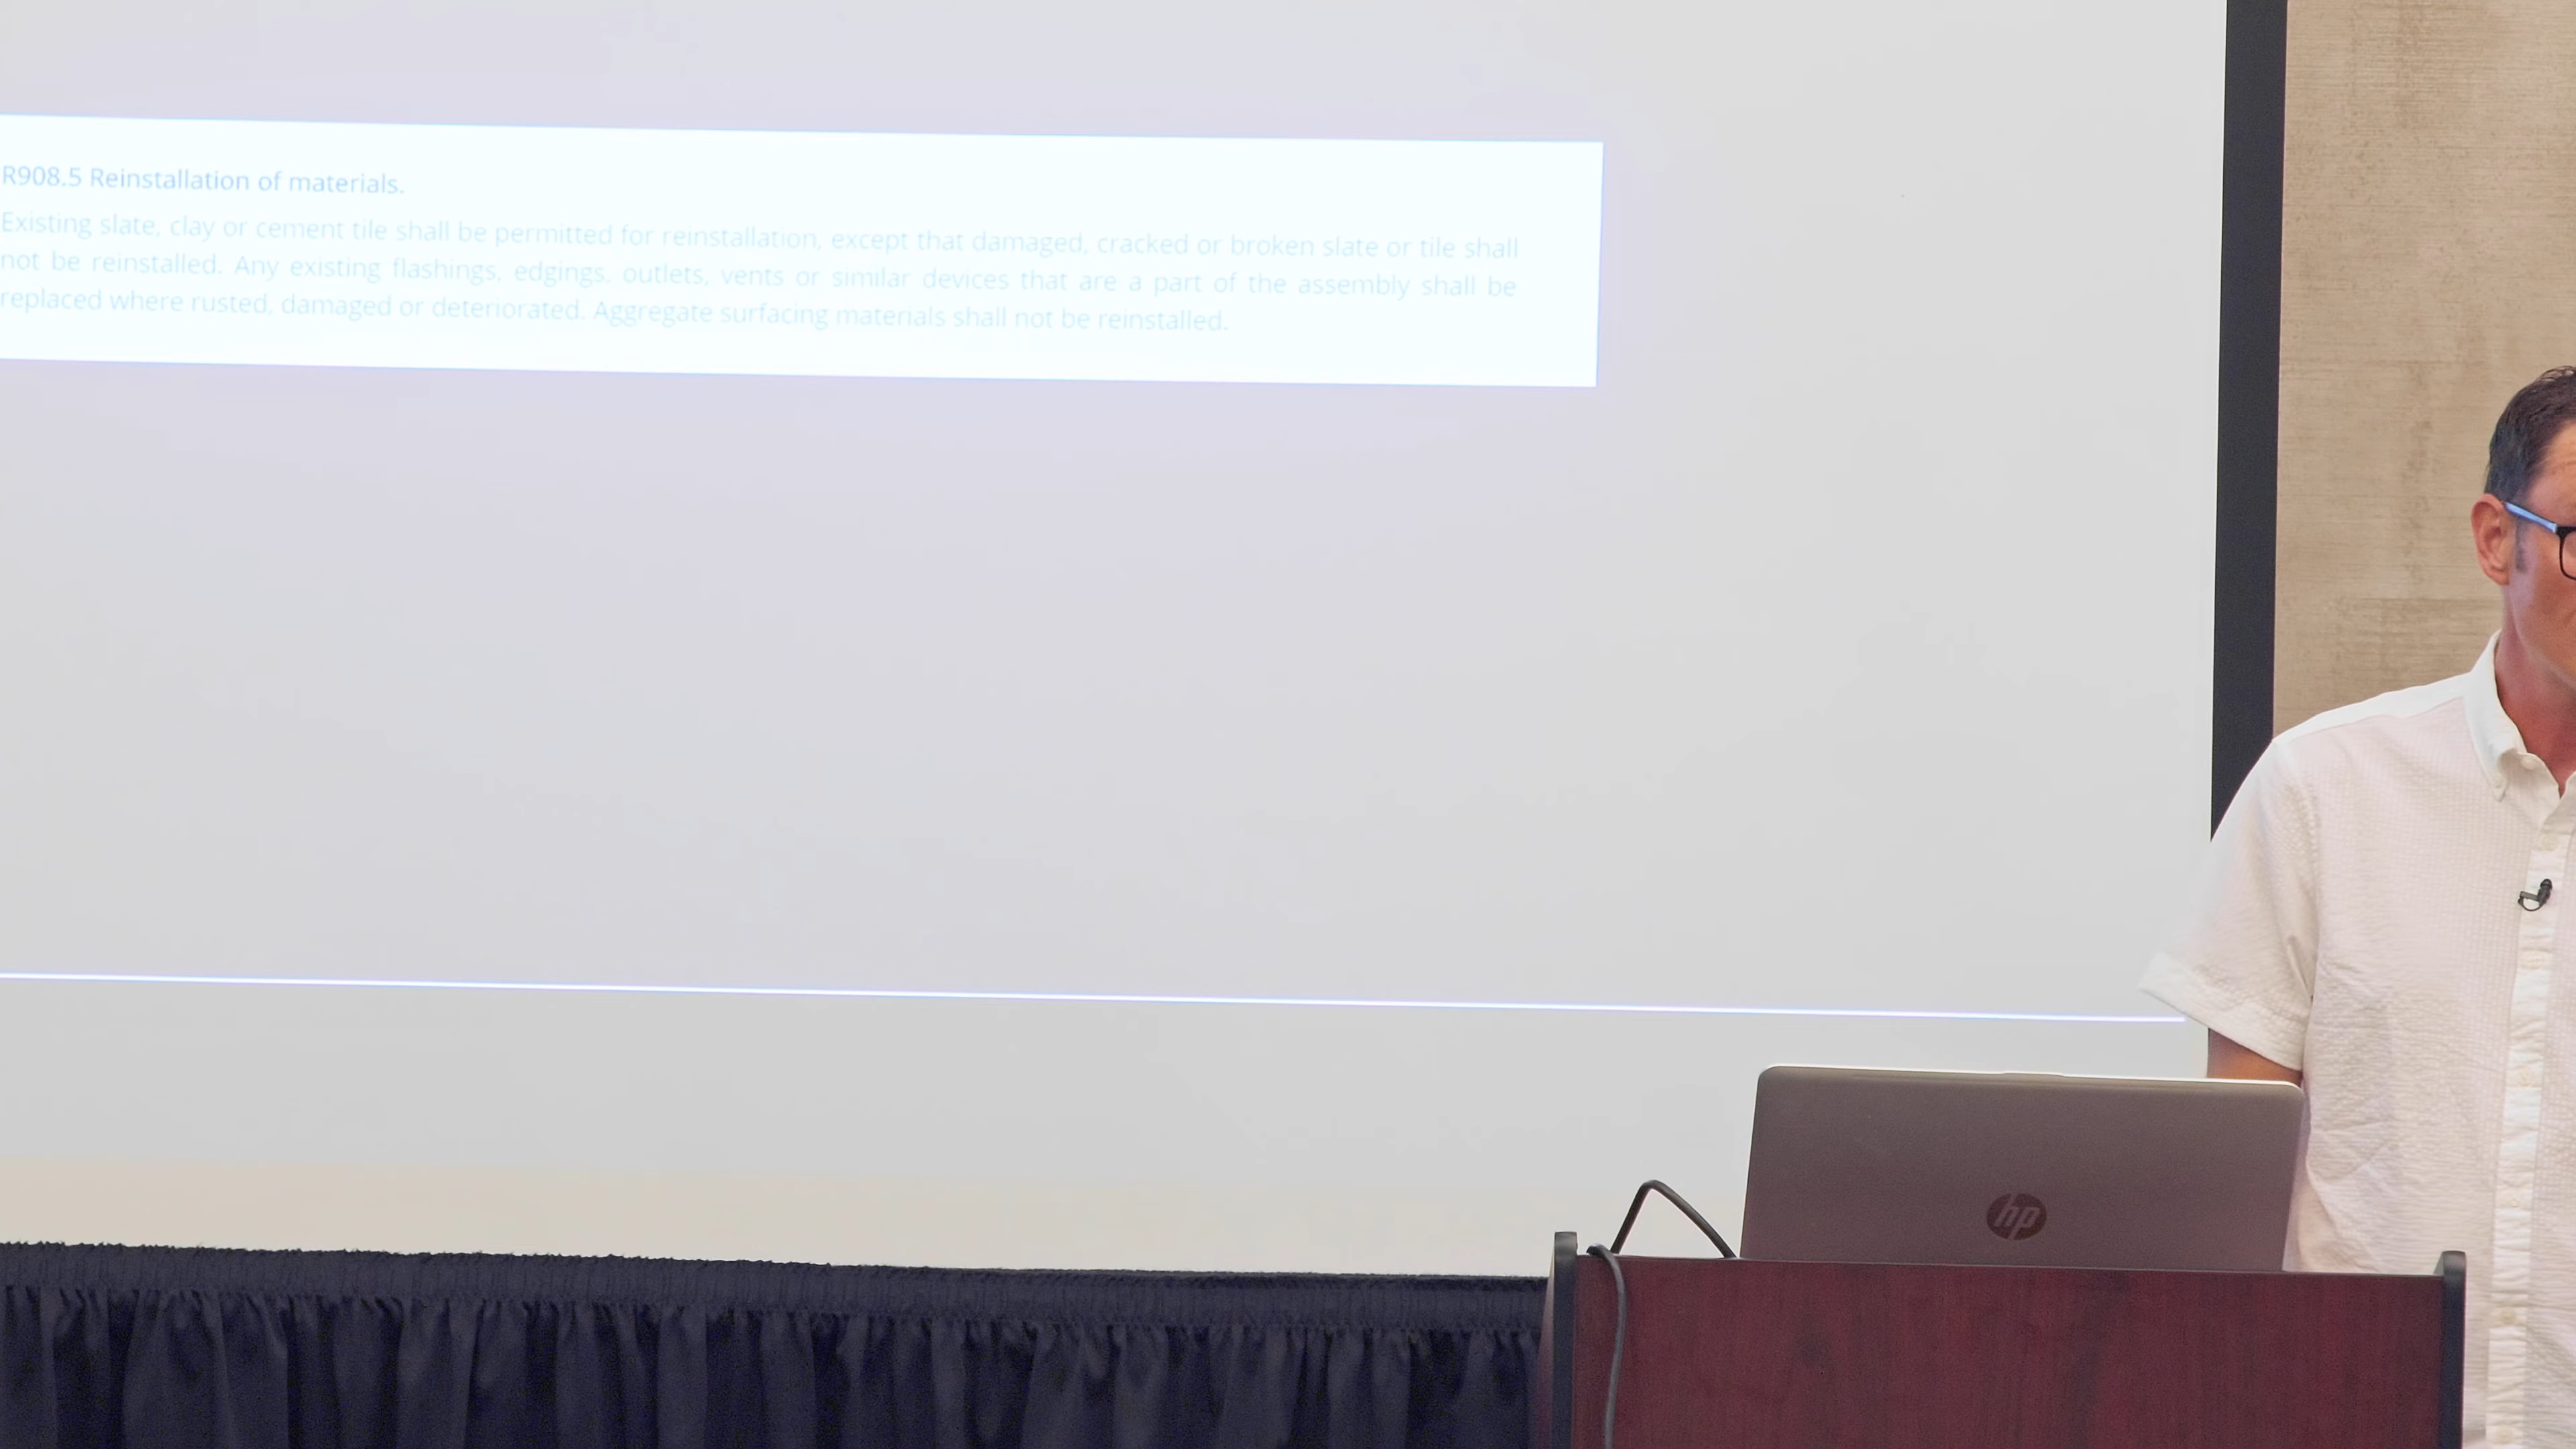 R908.5 Reinstallation of materials.
Existing slate, clay or cement tile shall be permitted for reinstallation, except that damaged, cracked or broken slate or tile shall
not be reinstalled. Any existing flashings, edgings, outlets, vents or similar devices that are a part of the assembly shall be
replaced where rusted, damaged or deteriorated. Aggregate surfacing materials shall not be reinstalled.
hp